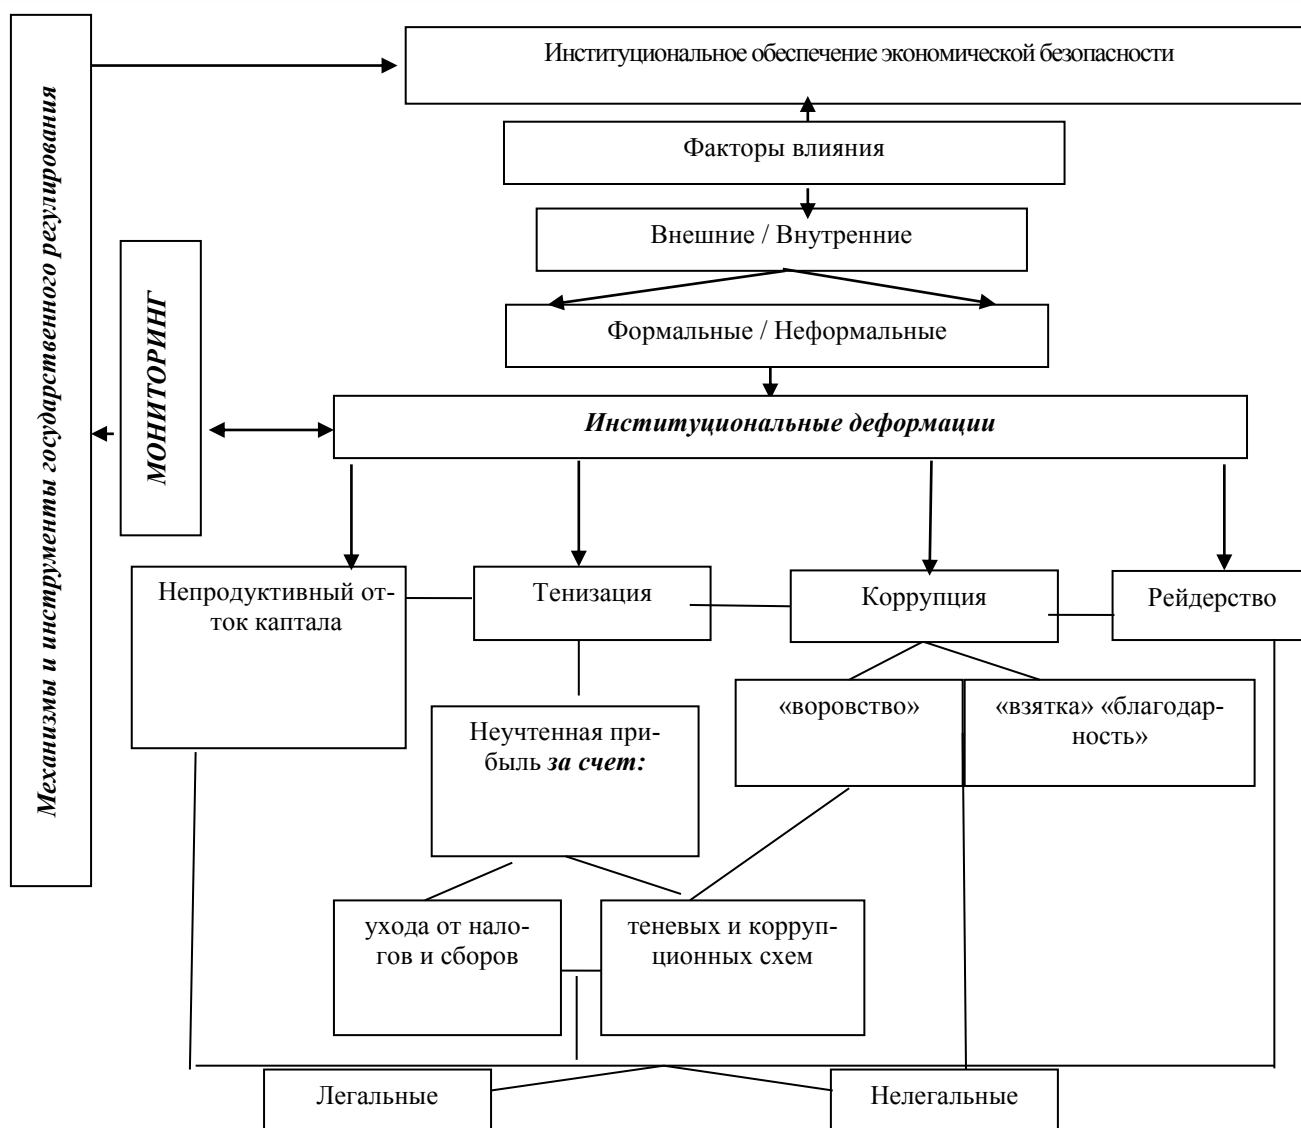 Институциональное обеспечение экономической безопасности
Факторы влияния
Внешние / Внутренние
Формальные / Неформальные
Механизмы и инструменты государственного регулирования
МОНИТОРИНГ
Институциональные деформации
Непродуктивный от-
ток каптала
Тенизация
Коррупция
Рейдерство
«воровство»
«взятка» «благодар-
ность»
Неучтенная при-
быль за счет:
ухода от нало-
гов и сборов
теневых и корруп-
ционных схем
Легальные
Нелегальные